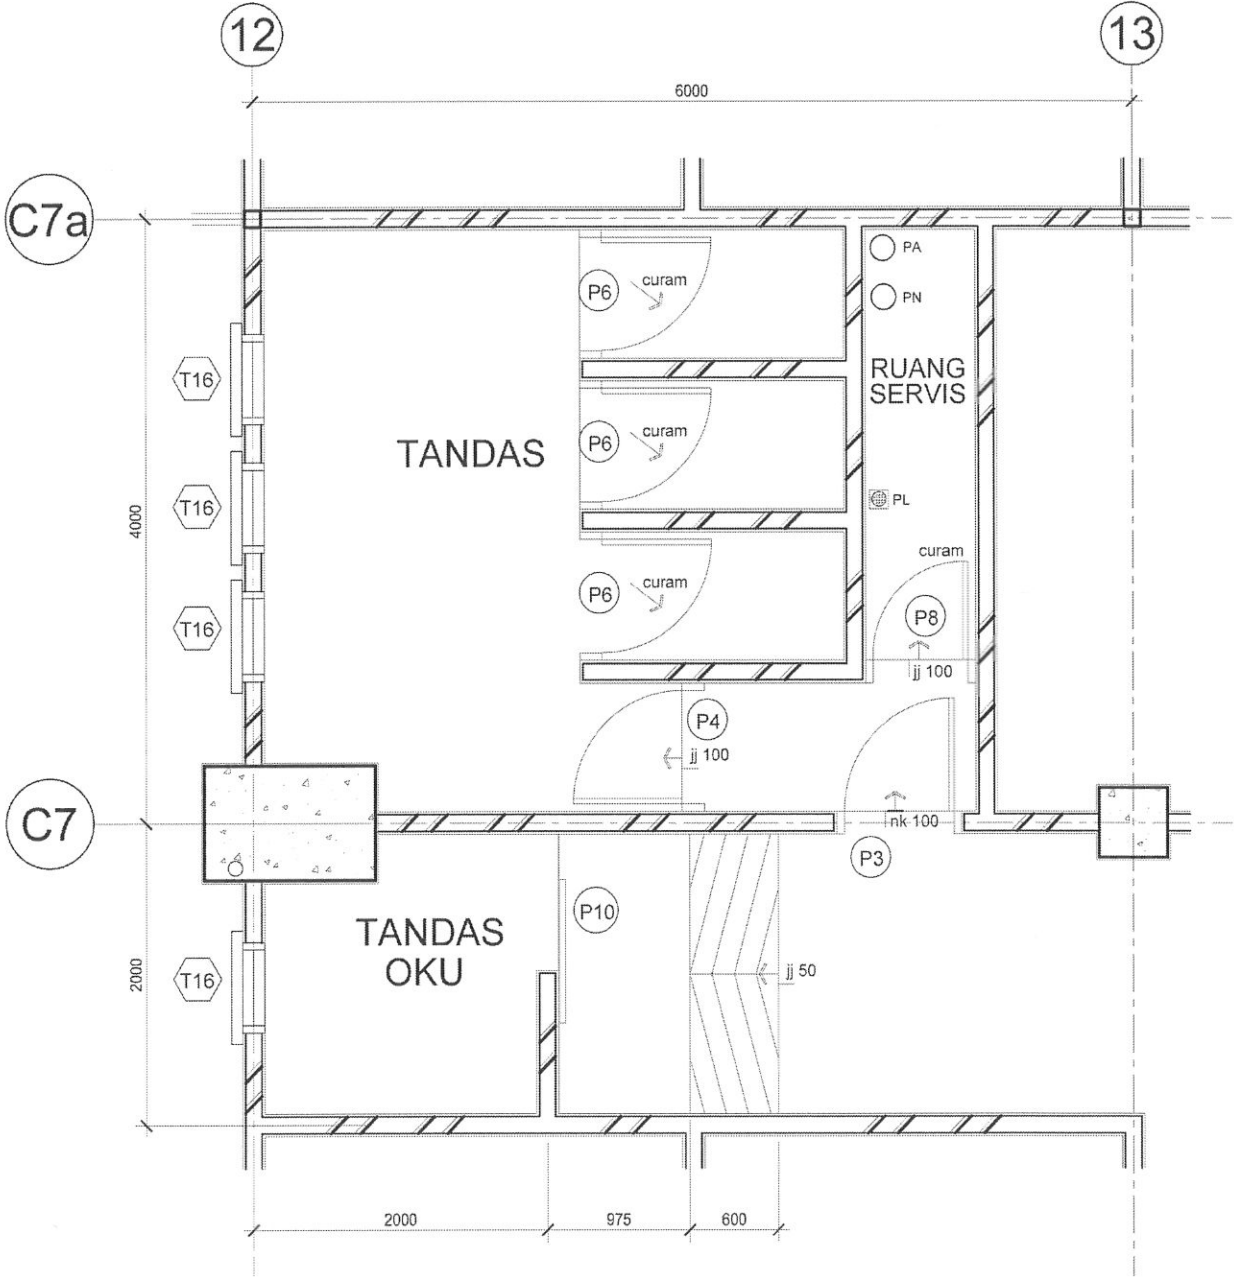 12
13
6000
C7a
PA
P6
curam
PN
T16
RUANG
SERVIS
P6
curam
TANDAS
T16
4000
PL
curam
P6
curam
P8
T16
jj 100
P4
jj 100
C7
nk 100
P3
P10
TANDAS
OKU
T16
2000
jj 50
2000
975
600